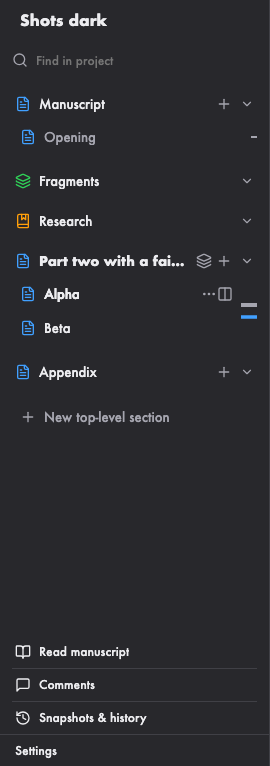 Shots dark
Find in project
Manuscript
Opening
Fragments
Research
Part two with a fai...
Alpha
Beta
Appendix
New top-level section
Read manuscript
Comments
Snapshots & history
Settings